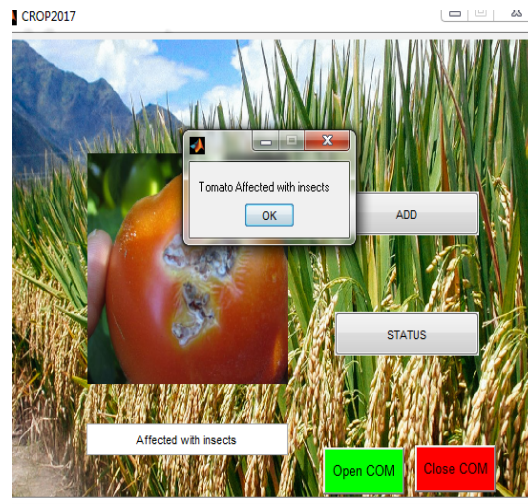 CROP2017
Tomato Affected with insects
OK
ADD
STATUS
Affected with insects
Open COM
Close COM